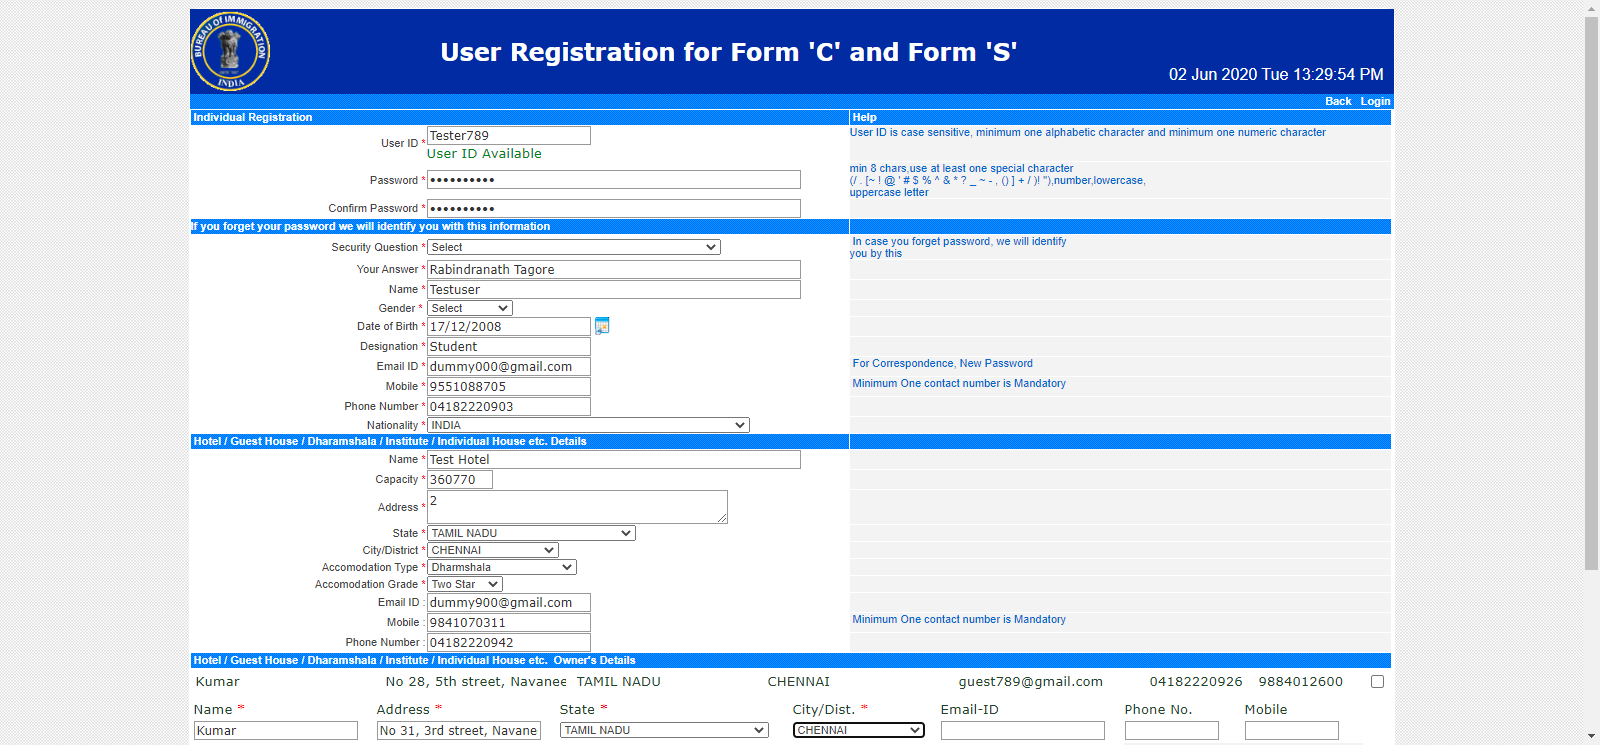 BUREAU OF IMMIGRATION
INDIA
User Registration for Form 'C' and Form 'S'
02 Jun 2020 Tue 13:29:54 PM
Back Login
Individual Registration Help
User ID * Tester789 User ID is case sensitive, minimum one alphabetic character and minimum one numeric character
User ID Available
min 8 chars,use at least one special character
Password * •••••••••• (/ . [~ ! @ ' # $ % ^ & * ? _ ~ - , () ] + / )! "),number,lowercase,
uppercase letter
Confirm Password * ••••••••••
If you forget your password we will identify you with this information
Security Question * Select In case you forget password, we will identify
you by this
Your Answer * Rabindranath Tagore
Name * Testuser
Gender * Select
Date of Birth * 17/12/2008
Designation * Student
Email ID * dummy000@gmail.com For Correspondence, New Password
Mobile * 9551088705 Minimum One contact number is Mandatory
Phone Number * 04182220903
Nationality * INDIA
Hotel / Guest House / Dharamshala / Institute / Individual House etc. Details
Name * Test Hotel
Capacity * 360770
Address * 2
State * TAMIL NADU
City/District * CHENNAI
Accomodation Type * Dharmshala
Accomodation Grade * Two Star
Email ID : dummy900@gmail.com
Mobile : 9841070311 Minimum One contact number is Mandatory
Phone Number : 04182220942
Hotel / Guest House / Dharamshala / Institute / Individual House etc. Owner's Details
Kumar No 28, 5th street, Navanee TAMIL NADU CHENNAI guest789@gmail.com 04182220926 9884012600
Name * Address * State * City/Dist. * Email-ID Phone No. Mobile
Kumar No 31, 3rd street, Navane TAMIL NADU CHENNAI